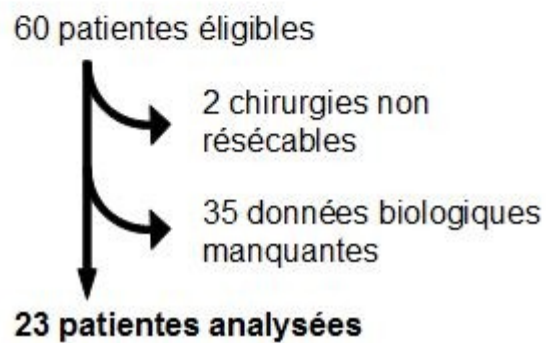 60 patientes éligibles
2 chirurgies non
résécables
35 données biologiques
manquantes
23 patientes analysées